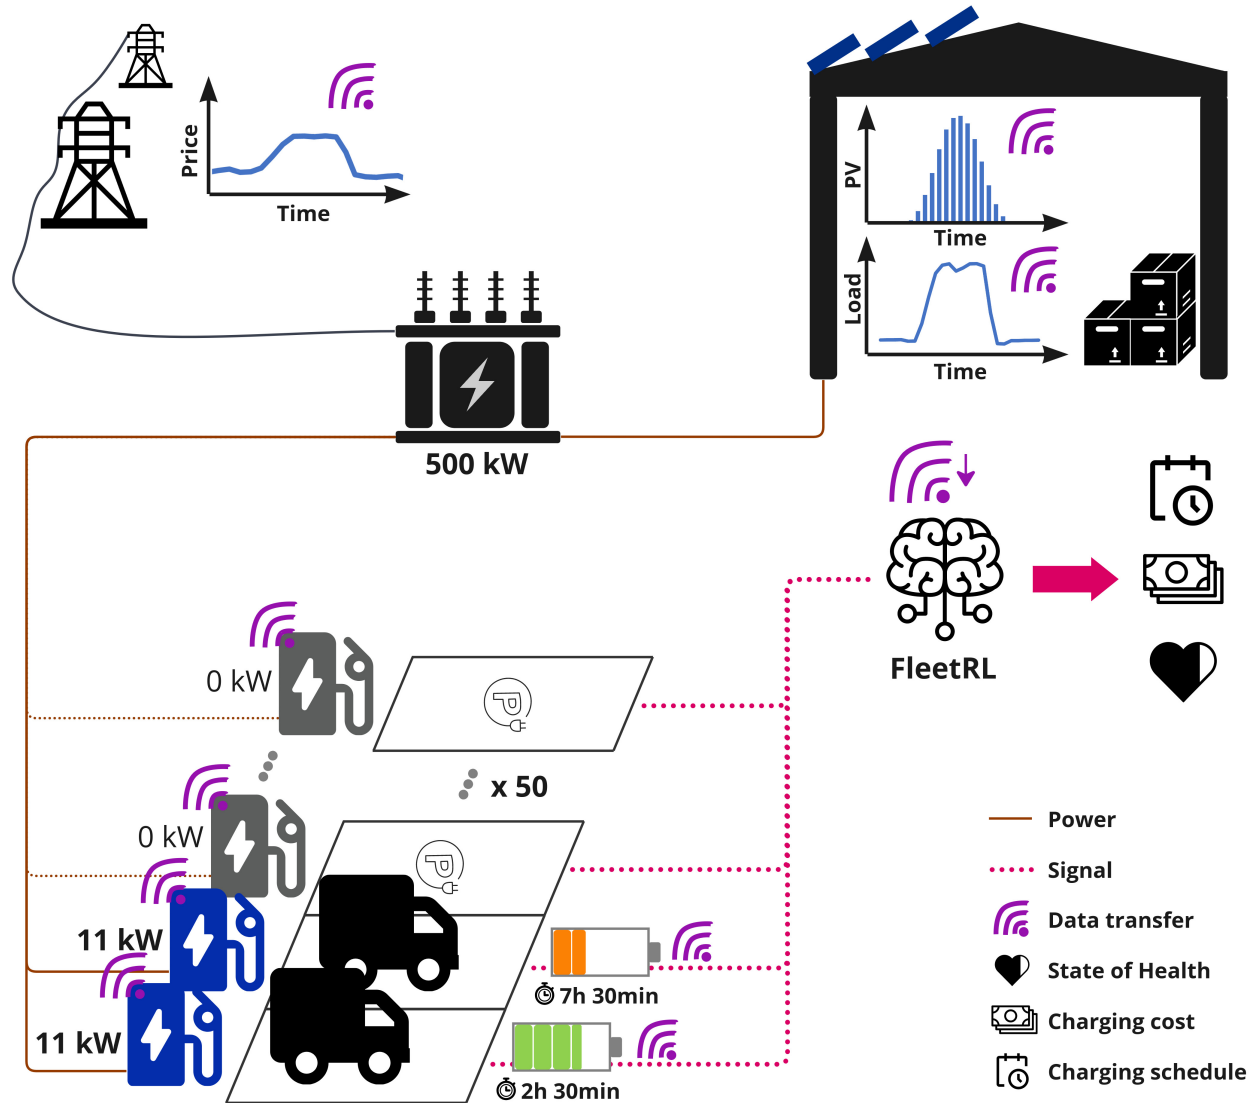 Price
Time
PV
Time
Load
Time
500 kW
FleetRL
0 kW
P
x 50
0 kW
P
11 kW
7h 30min
11 kW
2h 30min
Power
Signal
Data transfer
State of Health
Charging cost
Charging schedule